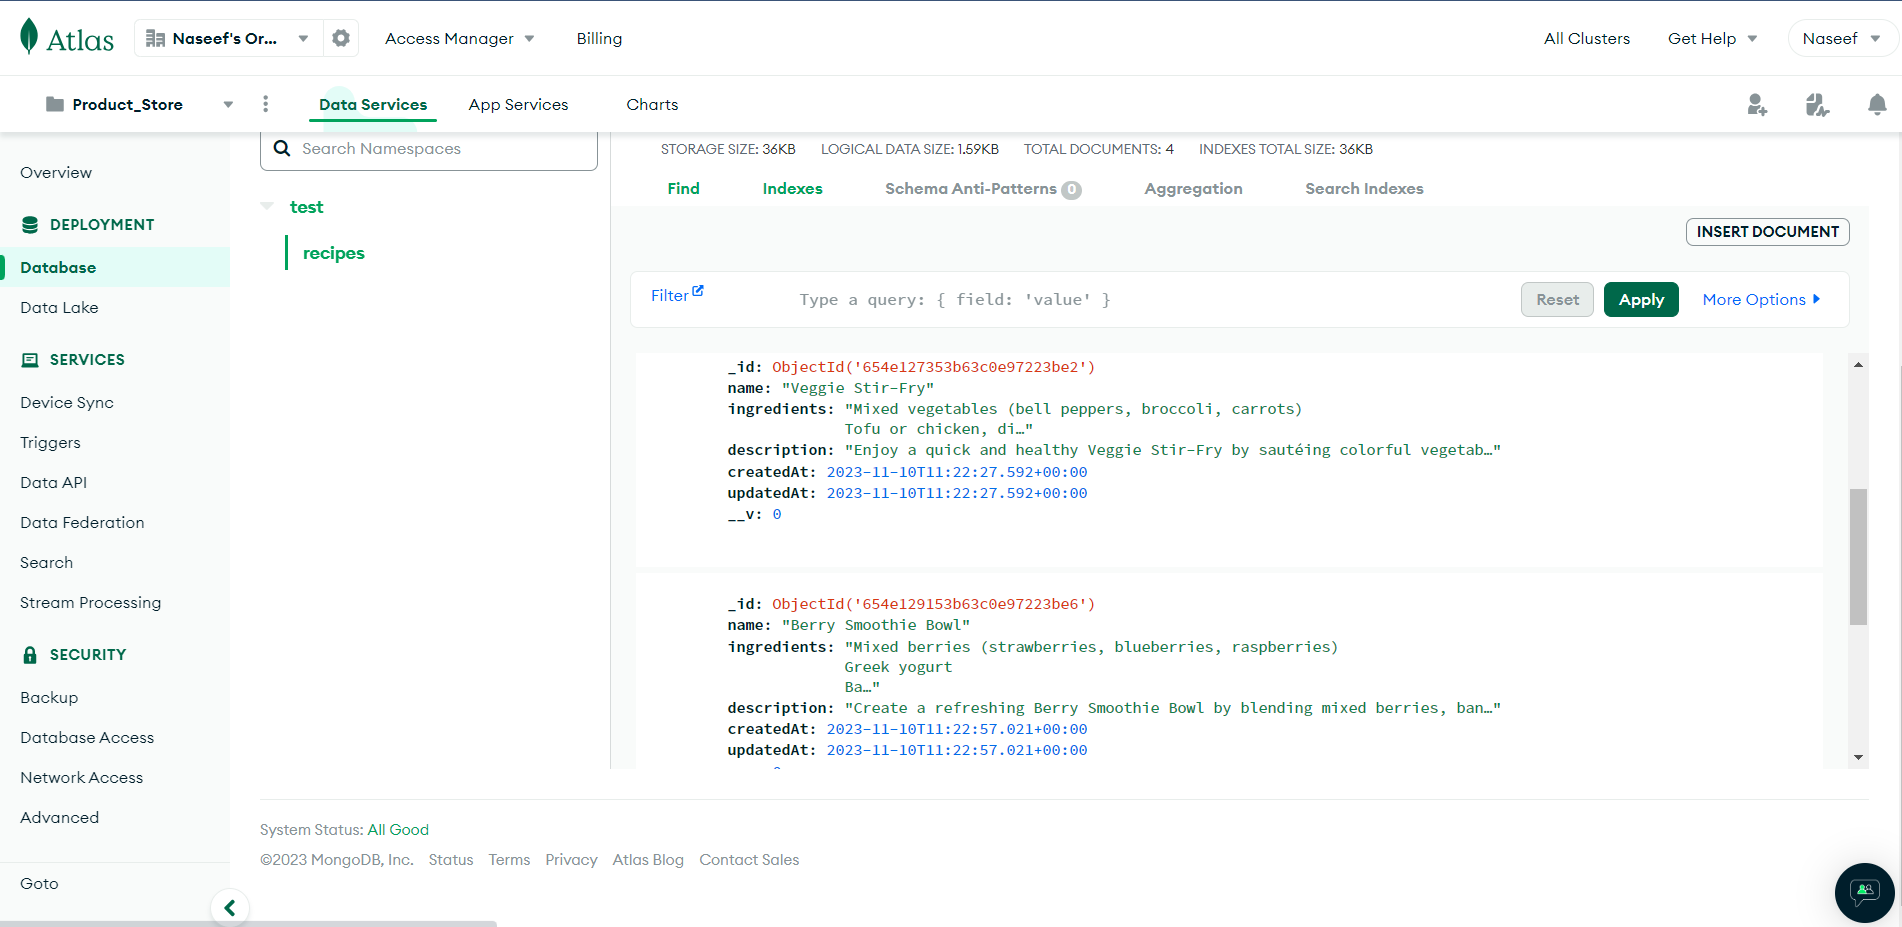 Atlas
Naseef's Or...
Access Manager
Billing
All Clusters
Get Help
Naseef
Product_Store
Data Services
App Services
Charts
Overview
DEPLOYMENT
Database
Data Lake
SERVICES
Device Sync
Triggers
Data API
Data Federation
Search
Stream Processing
SECURITY
Backup
Database Access
Network Access
Advanced
Goto
Search Namespaces
test
recipes
STORAGE SIZE: 36KB LOGICAL DATA SIZE: 1.59KB TOTAL DOCUMENTS: 4 INDEXES TOTAL SIZE: 36KB
Find Indexes Schema Anti-Patterns 0 Aggregation Search Indexes
INSERT DOCUMENT
Filter Type a query: { field: 'value' } Reset Apply More Options
_id: ObjectId('654e127353b63c0e97223be2')
name: "Veggie Stir-Fry"
ingredients: "Mixed vegetables (bell peppers, broccoli, carrots)
Tofu or chicken, di…"
description: "Enjoy a quick and healthy Veggie Stir-Fry by sautéing colorful vegetab…"
createdAt: 2023-11-10T11:22:27.592+00:00
updatedAt: 2023-11-10T11:22:27.592+00:00
__v: 0
_id: ObjectId('654e129153b63c0e97223be6')
name: "Berry Smoothie Bowl"
ingredients: "Mixed berries (strawberries, blueberries, raspberries)
Greek yogurt
Ba…"
description: "Create a refreshing Berry Smoothie Bowl by blending mixed berries, ban…"
createdAt: 2023-11-10T11:22:57.021+00:00
updatedAt: 2023-11-10T11:22:57.021+00:00
System Status: All Good
©2023 MongoDB, Inc. Status Terms Privacy Atlas Blog Contact Sales